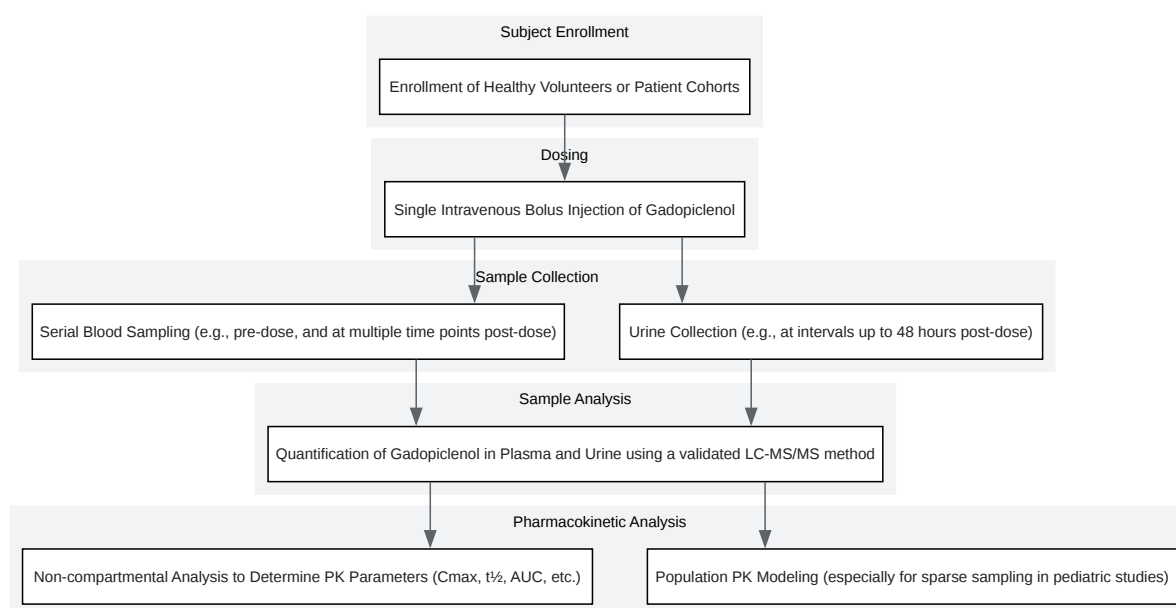 Subject Enrollment
Enrollment of Healthy Volunteers or Patient Cohorts
Dosing
Single Intravenous Bolus Injection of Gadopiclenol
Sample Collection
Serial Blood Sampling (e.g., pre-dose, and at multiple time points post-dose)
Urine Collection (e.g., at intervals up to 48 hours post-dose)
Sample Analysis
Quantification of Gadopiclenol in Plasma and Urine using a validated LC-MS/MS method
Pharmacokinetic Analysis
Non-compartmental Analysis to Determine PK Parameters (Cmax, t½, AUC, etc.)
Population PK Modeling (especially for sparse sampling in pediatric studies)